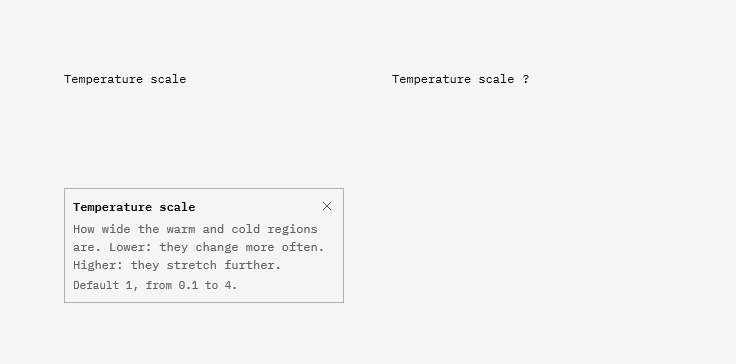 Temperature scale
Temperature scale ?
Temperature scale
How wide the warm and cold regions
are. Lower: they change more often.
Higher: they stretch further.
Default 1, from 0.1 to 4.